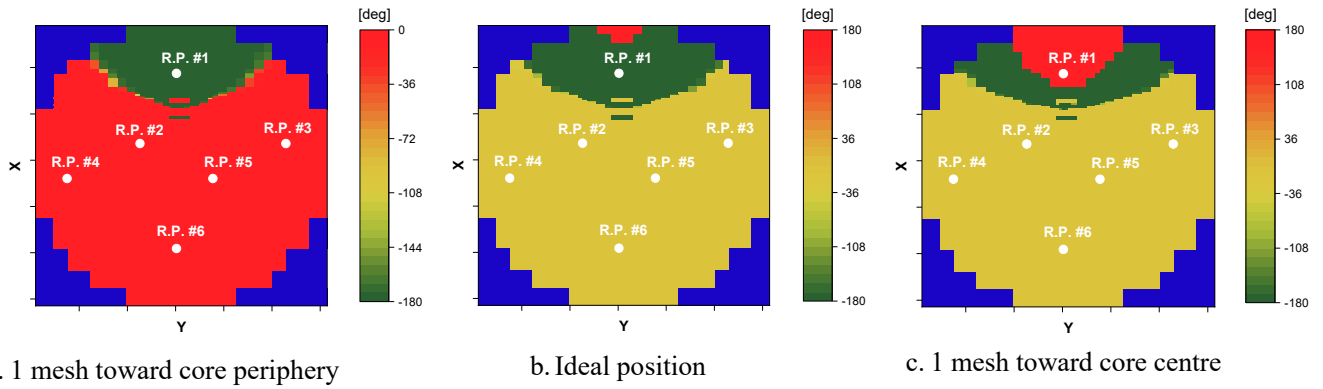 [deg]
0
-36
-72
-108
-144
-180
R.P. #1
R.P. #2
R.P. #3
R.P. #4
R.P. #5
R.P. #6
X
Y
. 1 mesh toward core periphery
[deg]
180
108
36
-36
-108
-180
R.P. #1
R.P. #2
R.P. #3
R.P. #4
R.P. #5
R.P. #6
Y
b. Ideal position
[deg]
180
108
36
-36
-108
-180
R.P. #1
R.P. #2
R.P. #3
R.P. #4
R.P. #5
R.P. #6
X
Y
c. 1 mesh toward core centre